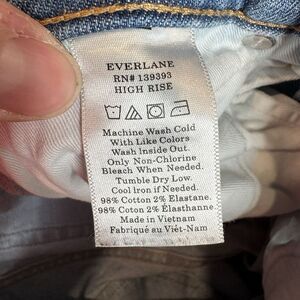 EVERLANE
RN# 139393
HIGH RISE
Machine Wash Cold
With Like Colors
Wash Inside Out.
Only Non-Chlorine
Bleach When Needed.
Tumble Dry Low.
Cool Iron if Needed.
98% Cotton 2% Elastane.
98% Coton 2% Élasthanne.
Made in Vietnam
Fabriqué au Viêt-Nam